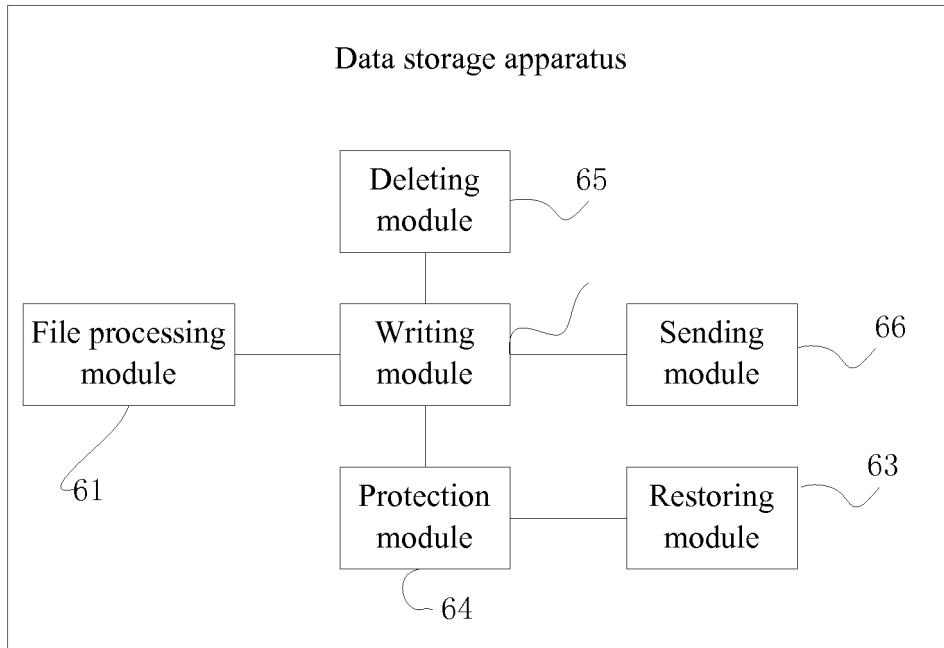 Data storage apparatus
Deleting
module
65
File processing
module
Writing
module
Sending
module
66
61
Protection
module
Restoring
module
63
64